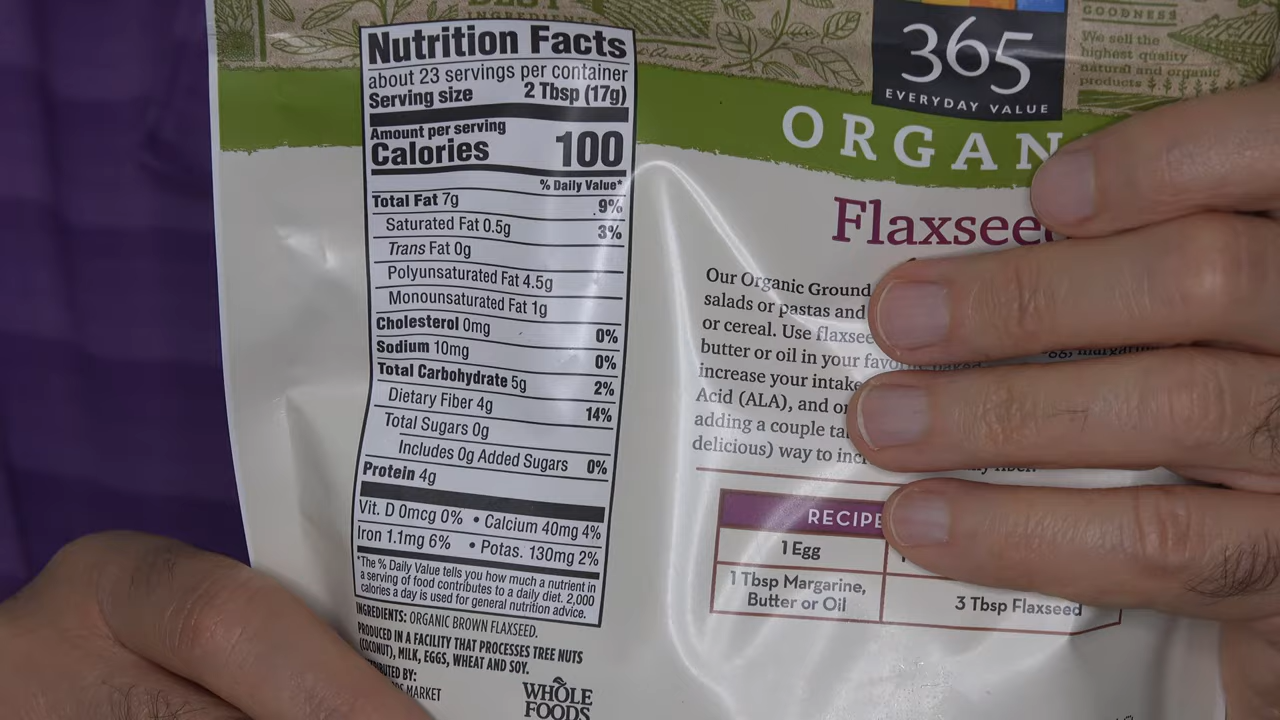 BEST
Nutrition Facts
about 23 servings per container
Serving size 2 Tbsp (17g)
Amount per serving
Calories 100
% Daily Value*
Total Fat 7g 9%
Saturated Fat 0.5g 3%
Trans Fat 0g
Polyunsaturated Fat 4.5g
Monounsaturated Fat 1g
Cholesterol 0mg 0%
Sodium 10mg 0%
Total Carbohydrate 5g 2%
Dietary Fiber 4g 14%
Total Sugars 0g
Includes 0g Added Sugars 0%
Protein 4g
Vit. D 0mcg 0% • Calcium 40mg 4%
Iron 1.1mg 6% • Potas. 130mg 2%
*The % Daily Value tells you how much a nutrient in
a serving of food contributes to a daily diet. 2,000
calories a day is used for general nutrition advice.
INGREDIENTS: ORGANIC BROWN FLAXSEED.
PRODUCED IN A FACILITY THAT PROCESSES TREE NUTS
(COCONUT), MILK, EGGS, WHEAT AND SOY.
BY:
MARKET
WHOLE
FOODS
Quality
GOODNESS
We sell the
highest quality
natural and organic
products
365
EVERYDAY VALUE
ORGAN
Flaxsee
Our Organic Ground
salads or pastas and
or cereal. Use flaxsee
butter or oil in your
increase your intake
Acid (ALA), and
adding a couple
delicious) way to
fiber.
RECIPE
1 Egg
1 Tbsp Margarine,
Butter or Oil
3 Tbsp Flaxseed